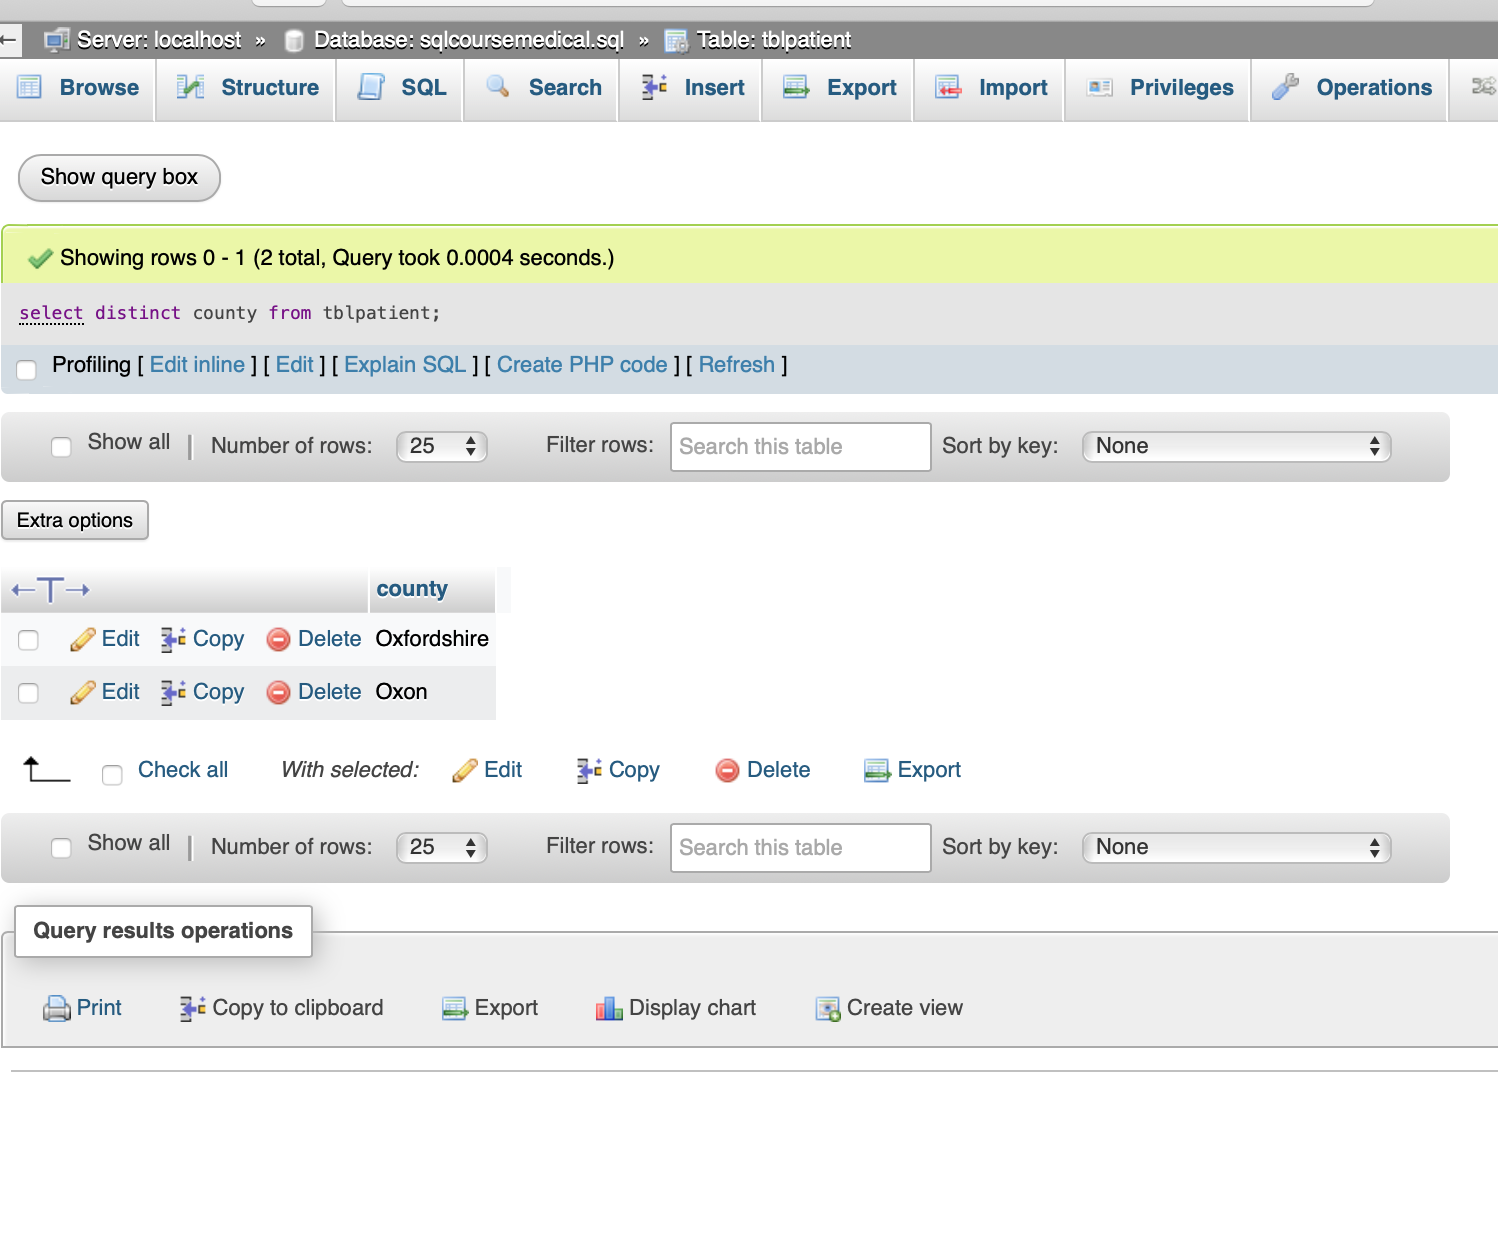 Server: localhost » Database: sqlcoursemedical.sql » Table: tblpatient
Browse Structure SQL Search Insert Export Import Privileges Operations
Show query box
Showing rows 0 - 1 (2 total, Query took 0.0004 seconds.)
select distinct county from tblpatient;
Profiling [ Edit inline ] [ Edit ] [ Explain SQL ] [ Create PHP code ] [ Refresh ]
Show all | Number of rows: 25 Filter rows: Search this table Sort by key: None
Extra options
←T→ county
Edit Copy Delete Oxfordshire
Edit Copy Delete Oxon
Check all With selected: Edit Copy Delete Export
Show all | Number of rows: 25 Filter rows: Search this table Sort by key: None
Query results operations
Print Copy to clipboard Export Display chart Create view